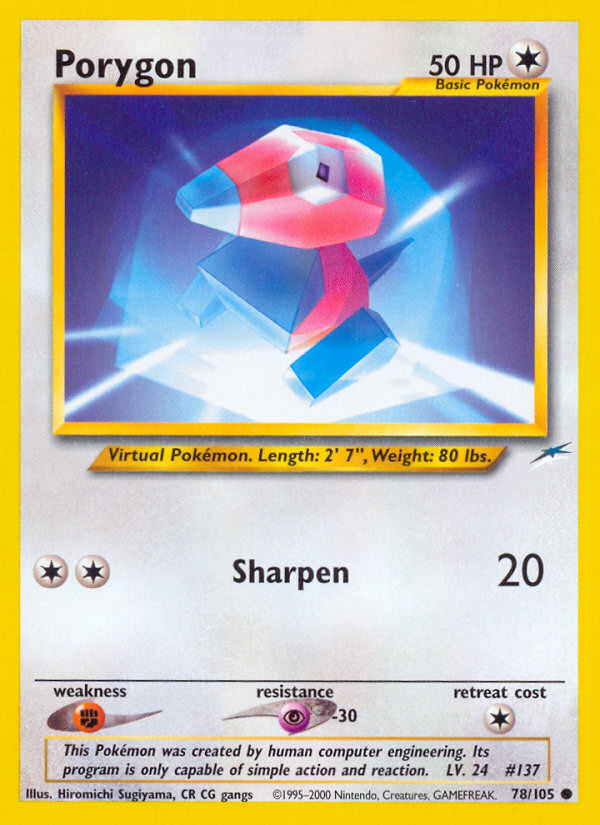 Porygon
50 HP
Basic Pokémon
Virtual Pokémon. Length: 2' 7", Weight: 80 lbs.
Sharpen 20
weakness resistance retreat cost
-30
This Pokémon was created by human computer engineering. Its
program is only capable of simple action and reaction. LV. 24 #137
Illus. Hiromichi Sugiyama, CR CG gangs ©1995-2000 Nintendo, Creatures, GAMEFREAK. 78/105